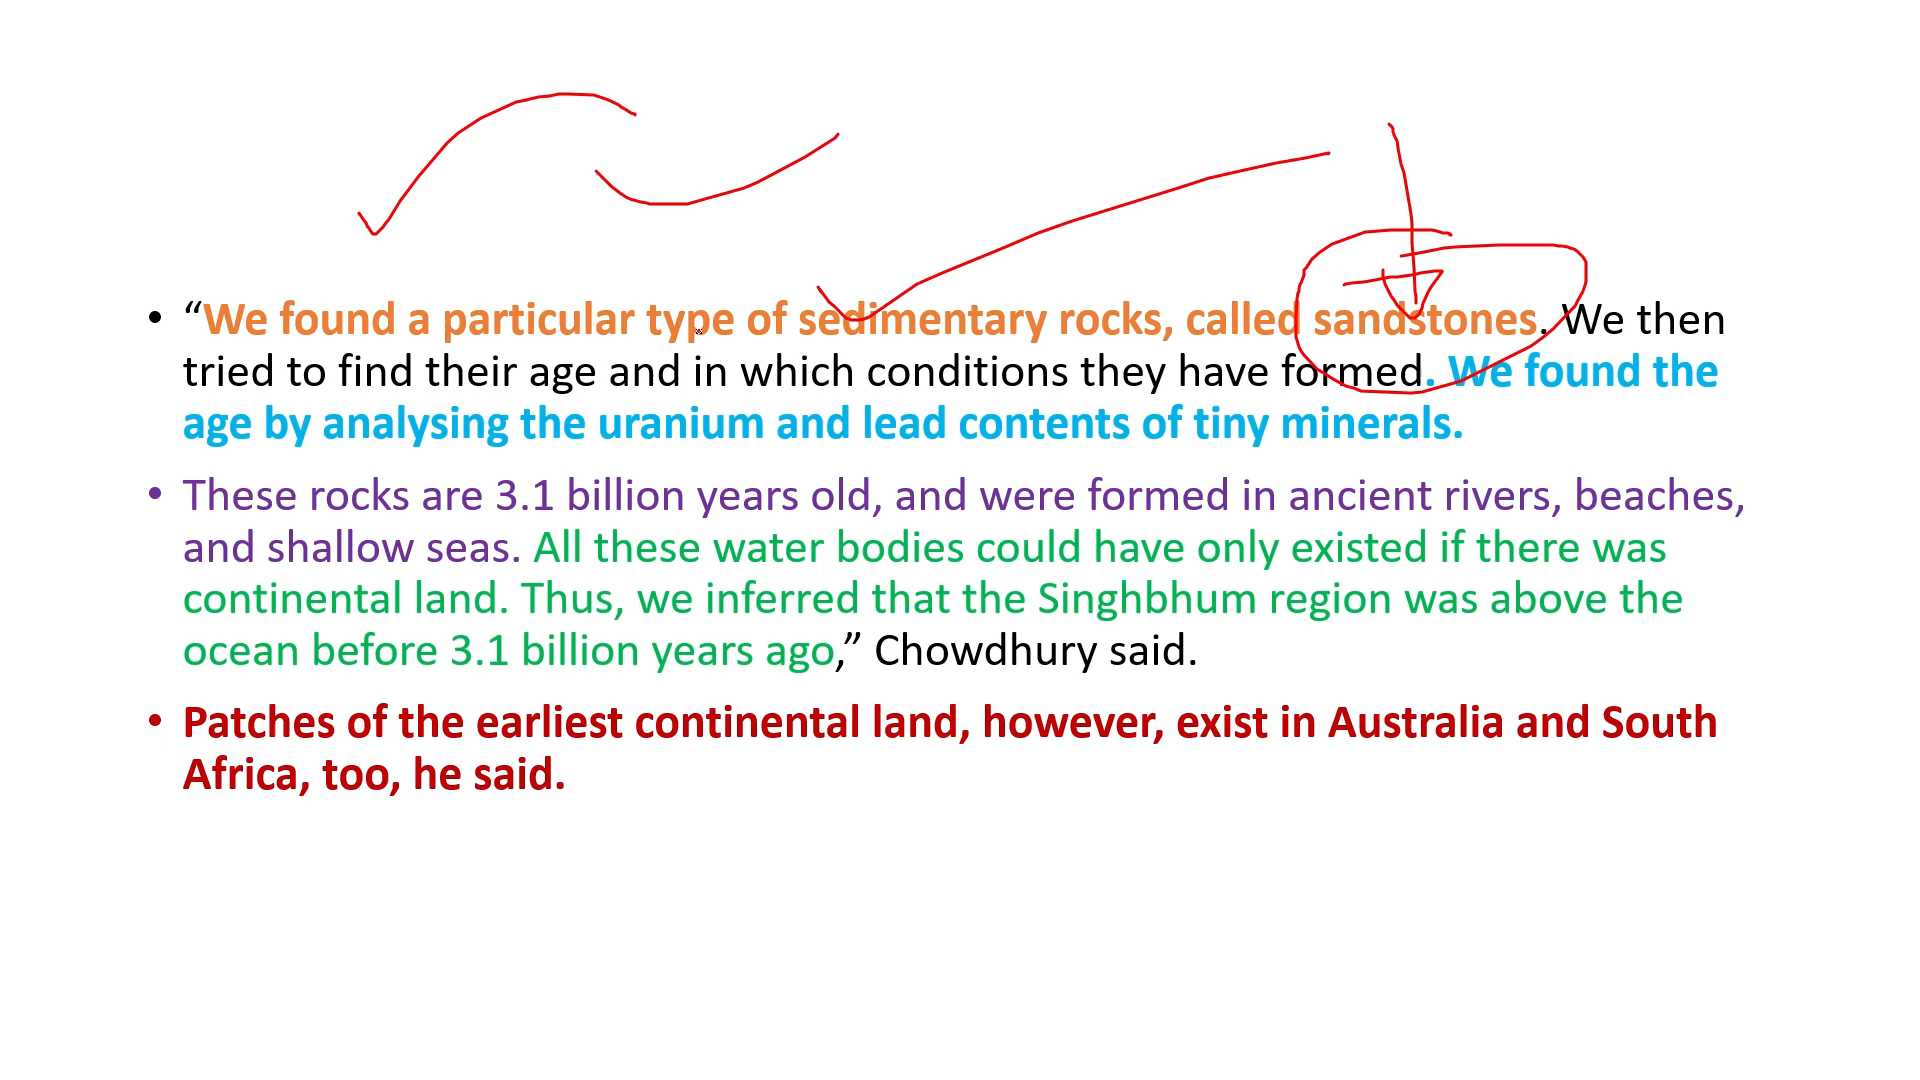 • “We found a particular type of sedimentary rocks, called sandstones. We then
tried to find their age and in which conditions they have formed. We found the
age by analysing the uranium and lead contents of tiny minerals.
• These rocks are 3.1 billion years old, and were formed in ancient rivers, beaches,
and shallow seas. All these water bodies could have only existed if there was
continental land. Thus, we inferred that the Singhbhum region was above the
ocean before 3.1 billion years ago,” Chowdhury said.
• Patches of the earliest continental land, however, exist in Australia and South
Africa, too, he said.